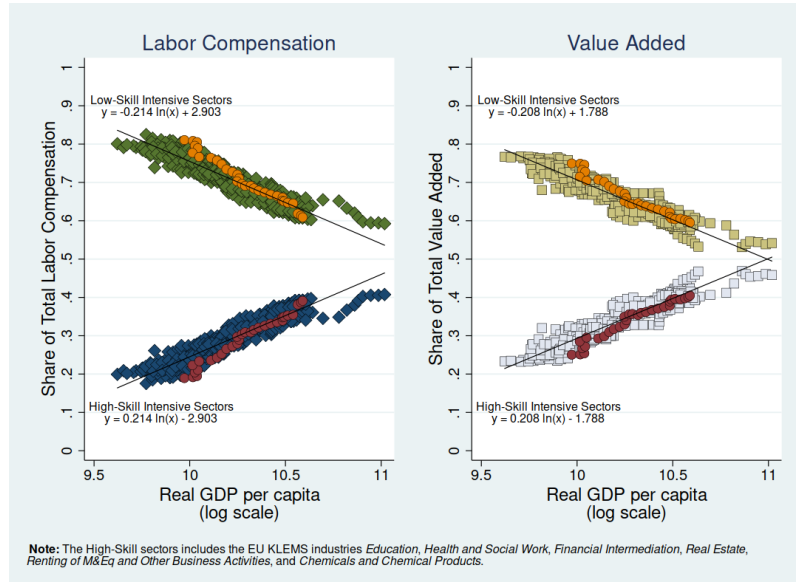 Labor Compensation
Share of Total Labor Compensation
1
.9
.8
.7
.6
.5
.4
.3
.2
.1
0
Low-Skill Intensive Sectors
y = -0.214 ln(x) + 2.903
High-Skill Intensive Sectors
y = 0.214 ln(x) - 2.903
9.5 10 10.5 11
Real GDP per capita
(log scale)
Value Added
Share of Total Value Added
1
.9
.8
.7
.6
.5
.4
.3
.2
.1
0
Low-Skill Intensive Sectors
y = -0.208 ln(x) + 1.788
High-Skill Intensive Sectors
y = 0.208 ln(x) - 1.788
9.5 10 10.5 11
Real GDP per capita
(log scale)
Note: The High-Skill sectors includes the EU KLEMS industries Education, Health and Social Work, Financial Intermediation, Real Estate,
Renting of M&Eq and Other Business Activities, and Chemicals and Chemical Products.